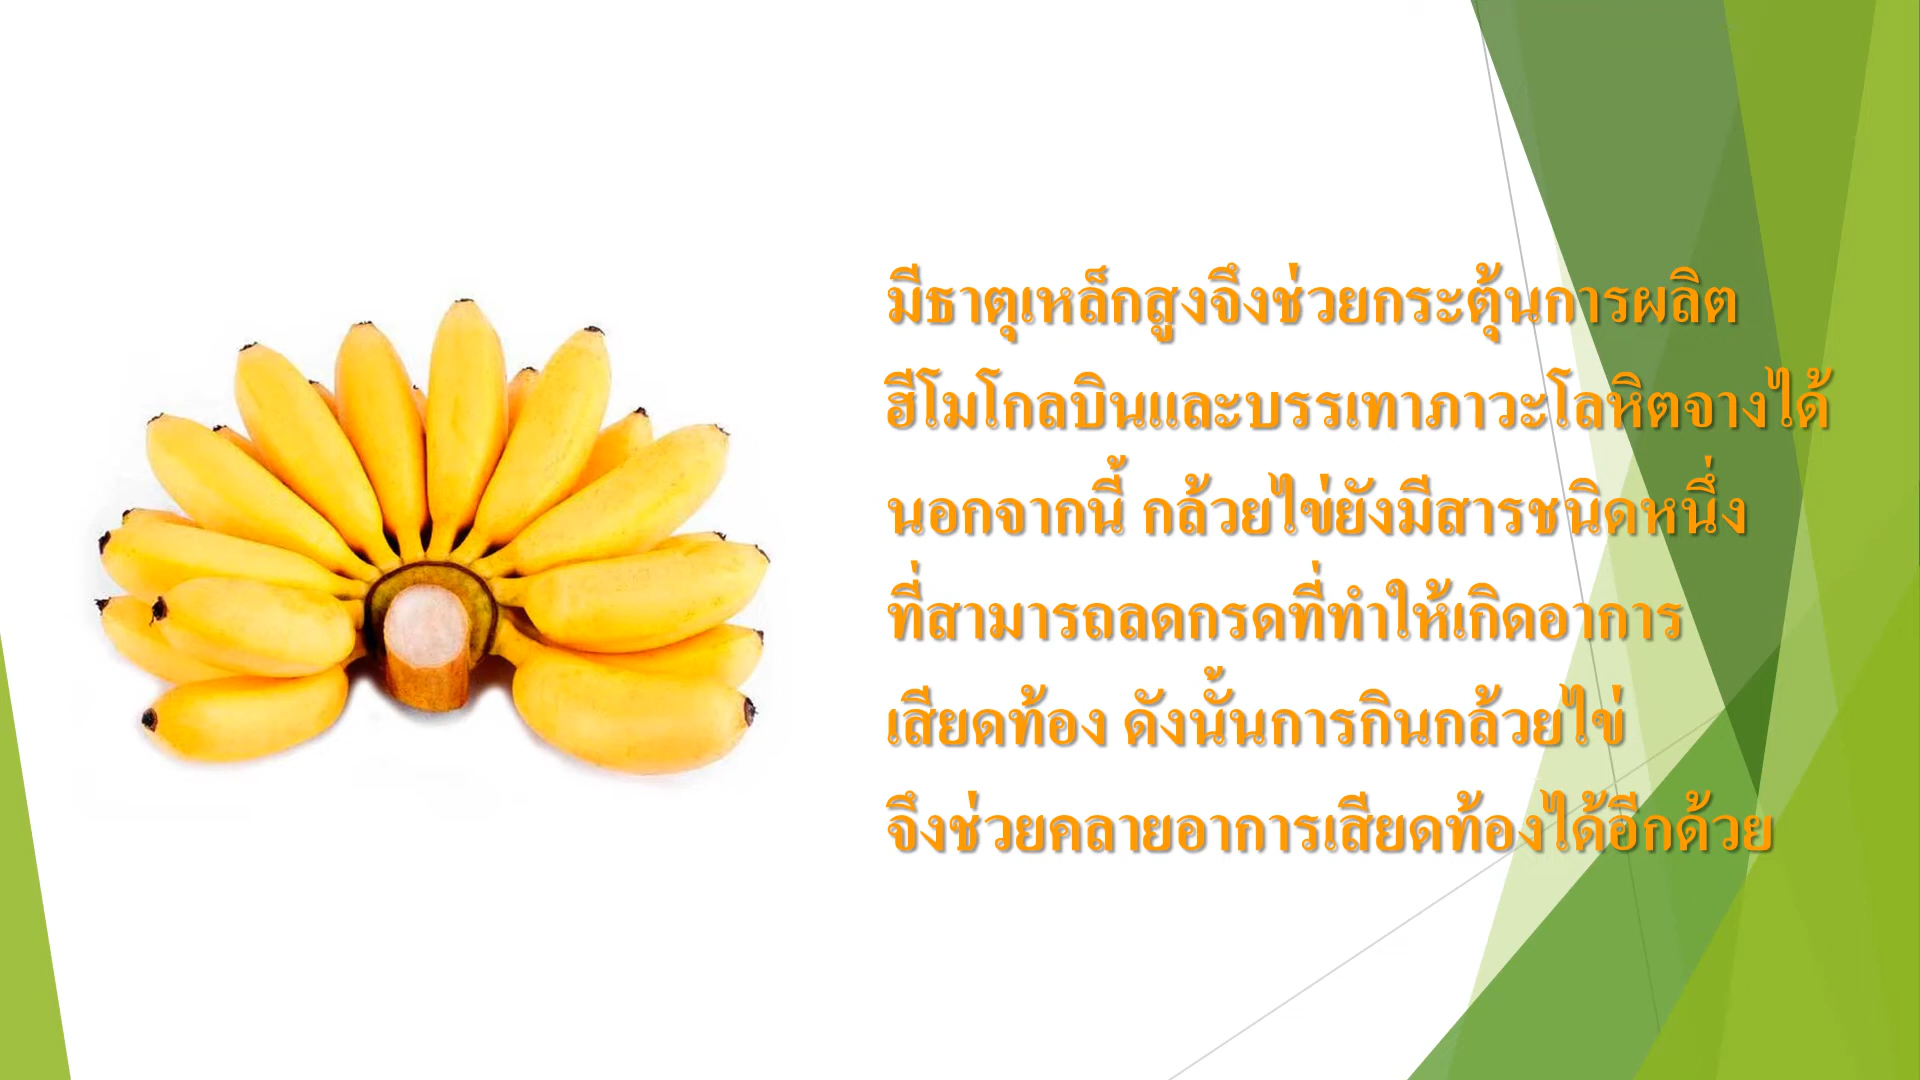 มีธาตุเหล็กสูงจึงช่วยกระตุ้นการผลิต
ฮีโมโกลบินและบรรเทาภาวะโลหิตจางได้
นอกจากนี้ กล้วยไข่ยังมีสารชนิดหนึ่ง
ที่สามารถลดกรดที่ทำให้เกิดอาการ
เสียดท้อง ดังนั้นการกินกล้วยไข่
จึงช่วยคลายอาการเสียดท้องได้อีกด้วย